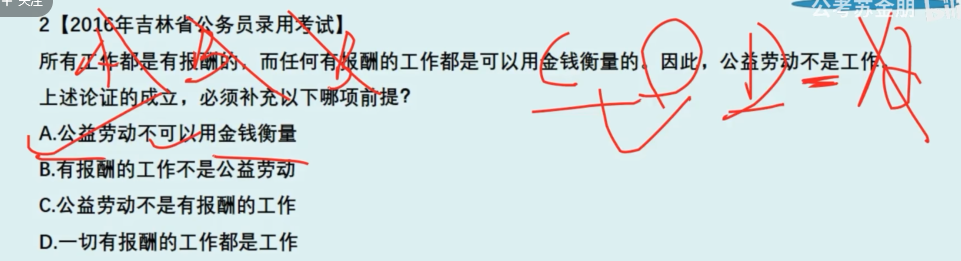 关注
公考苏金朋
2【2016年吉林省公务员录用考试】
所有工作都是有报酬的，而任何有报酬的工作都是可以用金钱衡量的。因此，公益劳动不是工作。
上述论证的成立，必须补充以下哪项前提？
A.公益劳动不可以用金钱衡量
B.有报酬的工作不是公益劳动
C.公益劳动不是有报酬的工作
D.一切有报酬的工作都是工作